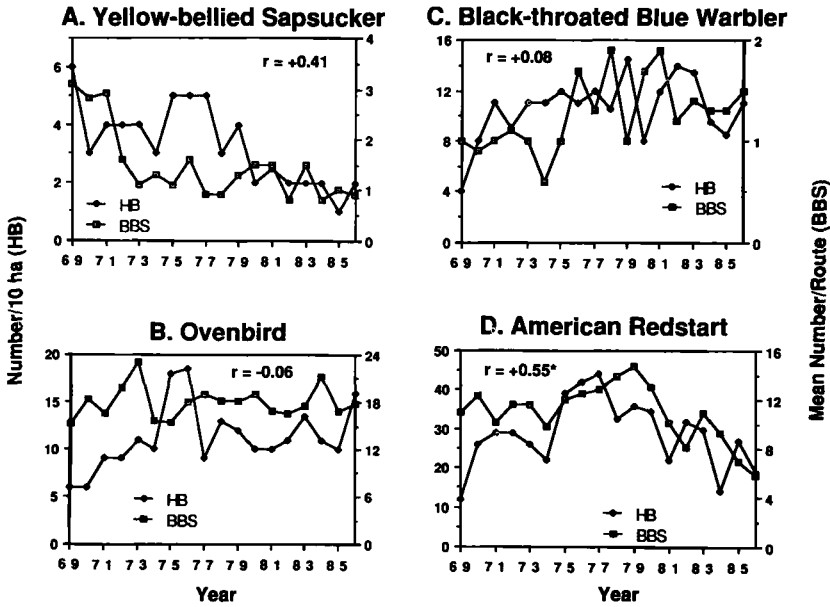 A. Yellow-bellied Sapsucker
C. Black-throated Blue Warbler
r = +0.41
r = +0.08
6 4 2 0
4 3 2 1 0
16 12 8 4
2 1 0
HB
BBS
HB
BBS
69 71 73 75 77 79 81 83 85
69 71 73 75 77 79 81 83 85
Number/10 ha (HB)
Mean Number/Route (BBS)
B. Ovenbird
D. American Redstart
r = -0.06
r = +0.55*
20 15 10 5 0
24 18 12 6 0
50 40 30 20 10 0
16 12 8 4 0
HB
BBS
HB
BBS
69 71 73 75 77 79 81 83 85
69 71 73 75 77 79 81 83 85
Year
Year